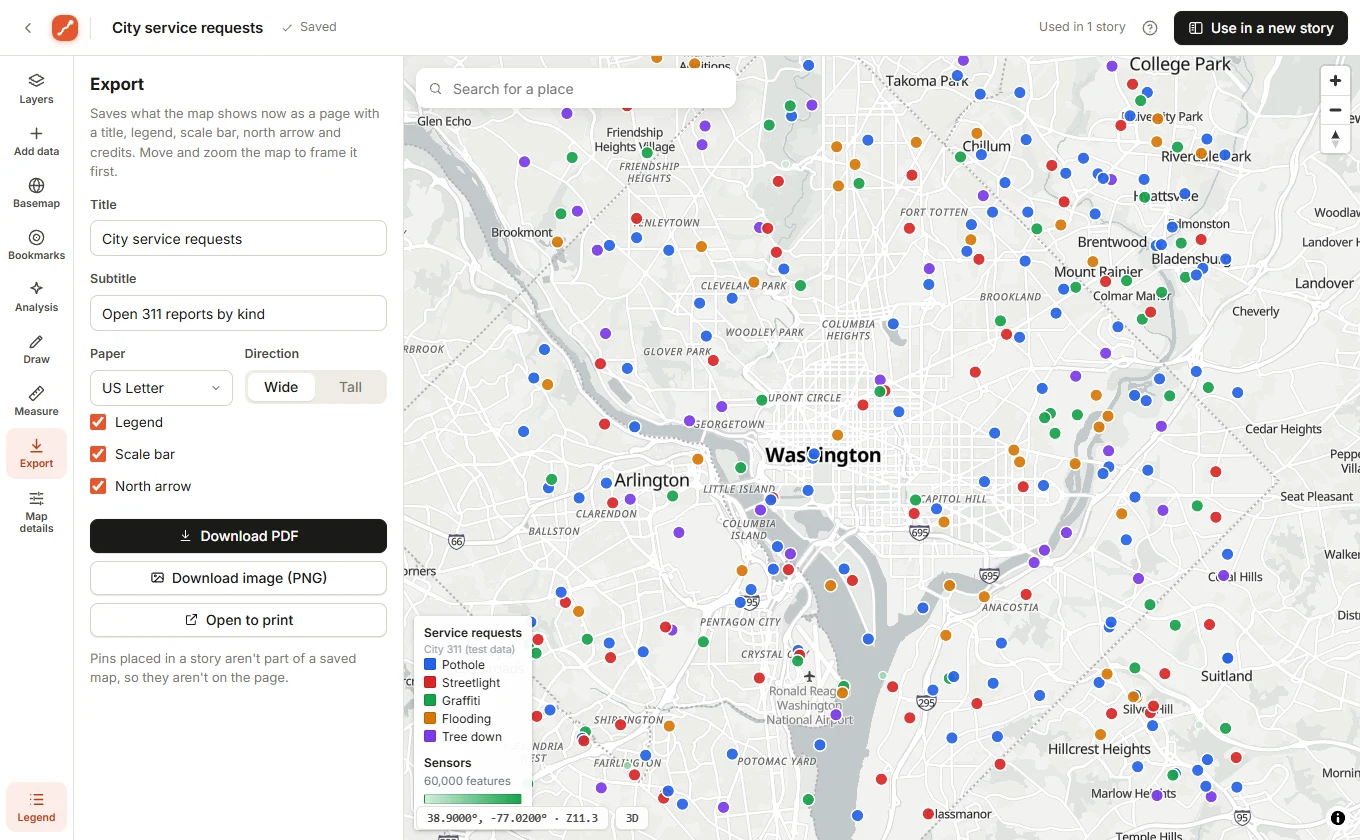 City service requests
Saved
Used in 1 story
Use in a new story
Layers
Add data
Basemap
Bookmarks
Analysis
Draw
Measure
Export
Map
details
Legend
Export
Saves what the map shows now as a page with
a title, legend, scale bar, north arrow and
credits. Move and zoom the map to frame it
first.
Title
City service requests
Subtitle
Open 311 reports by kind
Paper
Direction
US Letter
Wide
Tall
Legend
Scale bar
North arrow
Download PDF
Download image (PNG)
Open to print
Pins placed in a story aren't part of a saved
map, so they aren't on the page.
Search for a place
Glen Echo
Friendship
Heights Village
FRIENDSHIP
HEIGHTS
Takoma Park
College Park
Chillum
Riverdale Park
Hyattsville
Edmonston
Brookmont
FORT TOTTEN
Brentwood
Bladensburg
Landover
Mount Rainier
Colmar Manor
Cheverly
CLEVELAND PARK
BROOKLAND
WOODLEY PARK
COLUMBIA
HEIGHTS
GLOVER PARK
DUPONT CIRCLE
GEORGETOWN
Washington
Cedar Heights
Arlington
LITTLE ISLAND
CAPITOL HILL
Seat Pleasant
CLARENDON
BALLSTON
COLUMBIA
ISLAND
66
695
695
95
ANACOSTIA
PENTAGON CITY
CRYSTAL CITY
Ronald Reagan
Washington
National Airport
295
Suitland
Silver Hill
Hillcrest Heights
SHIRLINGTON
FAIRLINGTON
POTOMAC YARD
Marlow Heights
Glassmanor
95
Temple Hills
Service requests
City 311 (test data)
Pothole
Streetlight
Graffiti
Flooding
Tree down
Sensors
60,000 features
38.9000°, -77.0200° · Z11.3
3D